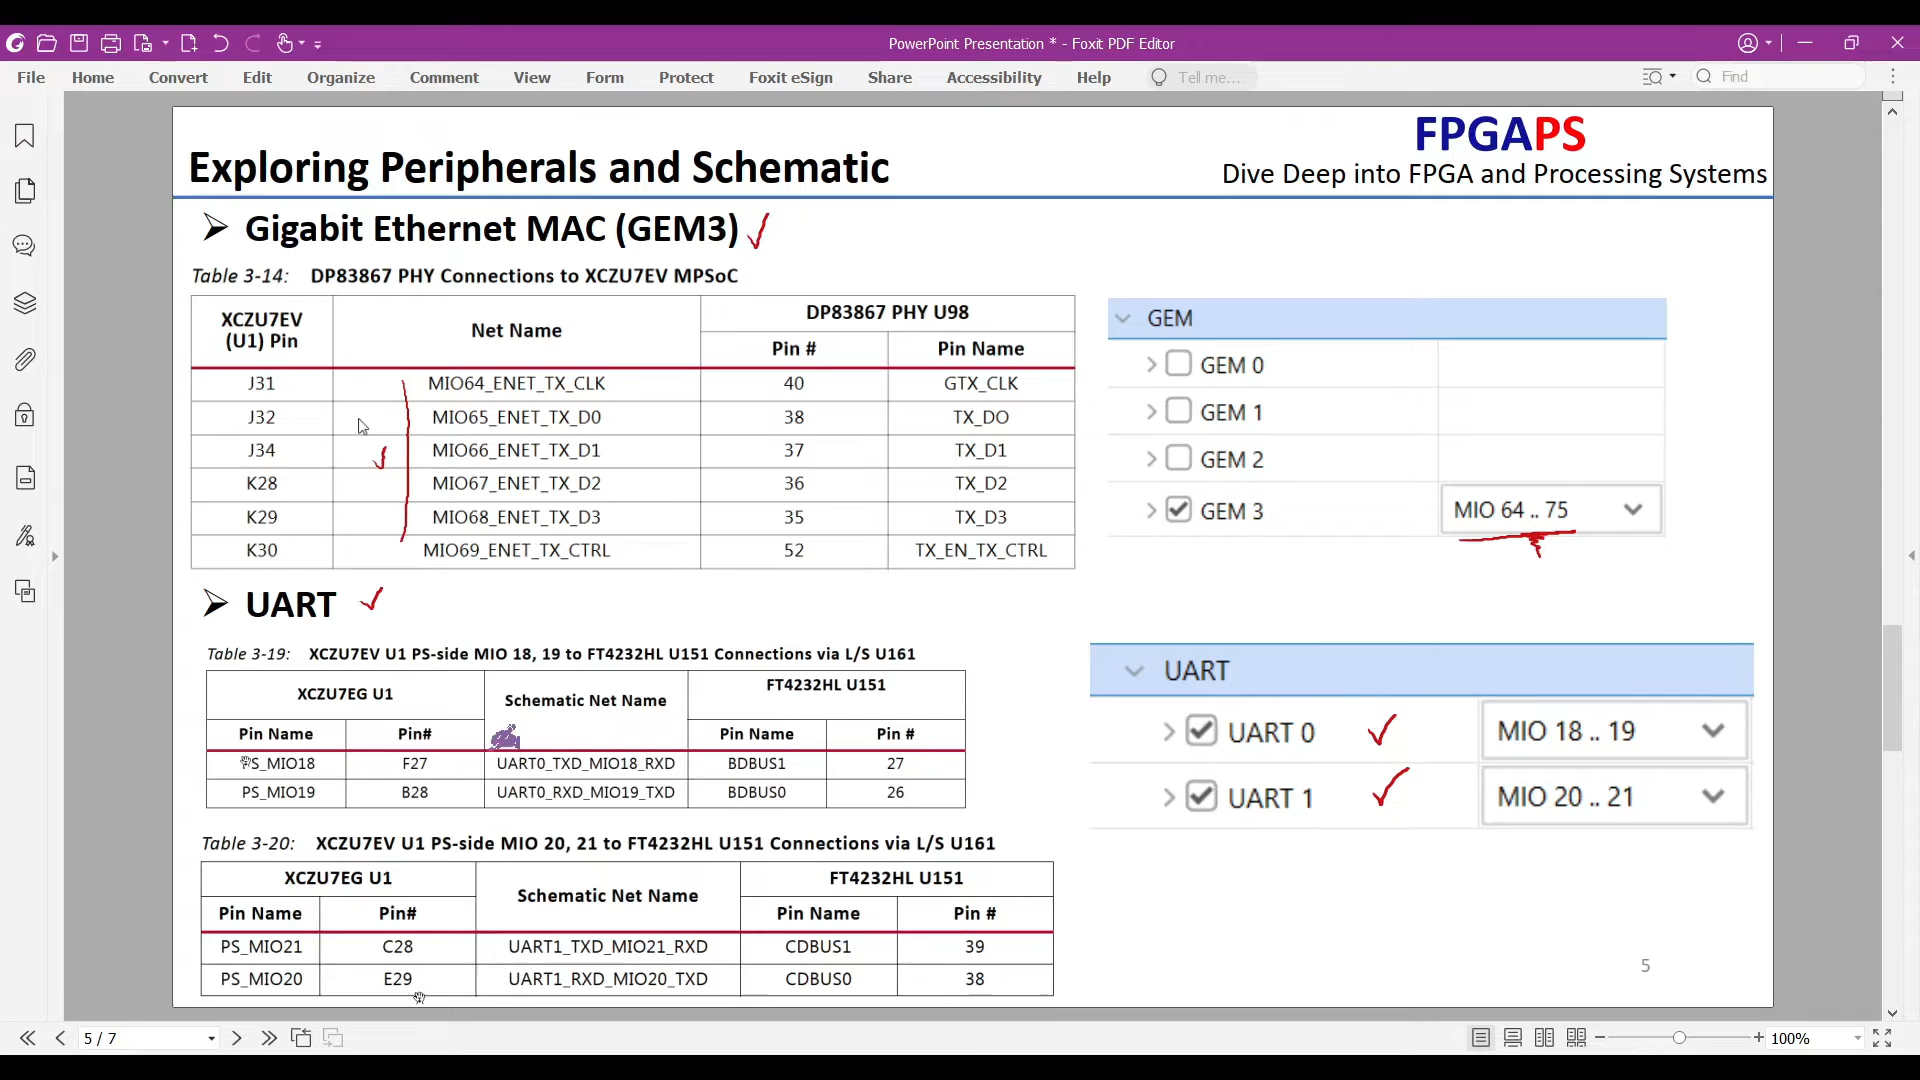 PowerPoint Presentation * - Foxit PDF Editor
File Home Convert Edit Organize Comment View Form Protect Foxit eSign Share Accessibility Help Tell me... Find
FPGAPS
Exploring Peripherals and Schematic
Dive Deep into FPGA and Processing Systems
Gigabit Ethernet MAC (GEM3)
Table 3-14: DP83867 PHY Connections to XCZU7EV MPSoC
XCZU7EV (U1) Pin Net Name DP83867 PHY U98
Pin # Pin Name
J31 MIO64_ENET_TX_CLK 40 GTX_CLK
J32 MIO65_ENET_TX_D0 38 TX_DO
J34 MIO66_ENET_TX_D1 37 TX_D1
K28 MIO67_ENET_TX_D2 36 TX_D2
K29 MIO68_ENET_TX_D3 35 TX_D3
K30 MIO69_ENET_TX_CTRL 52 TX_EN_TX_CTRL
GEM
GEM 0
GEM 1
GEM 2
GEM 3 MIO 64 .. 75
UART
Table 3-19: XCZU7EV U1 PS-side MIO 18, 19 to FT4232HL U151 Connections via L/S U161
XCZU7EG U1 Schematic Net Name FT4232HL U151
Pin Name Pin# Pin Name Pin #
PS_MIO18 F27 UART0_TXD_MIO18_RXD BDBUS1 27
PS_MIO19 B28 UART0_RXD_MIO19_TXD BDBUS0 26
Table 3-20: XCZU7EV U1 PS-side MIO 20, 21 to FT4232HL U151 Connections via L/S U161
XCZU7EG U1 Schematic Net Name FT4232HL U151
Pin Name Pin# Pin Name Pin #
PS_MIO21 C28 UART1_TXD_MIO21_RXD CDBUS1 39
PS_MIO20 E29 UART1_RXD_MIO20_TXD CDBUS0 38
UART
UART 0 MIO 18 .. 19
UART 1 MIO 20 .. 21
5
5 / 7 100%